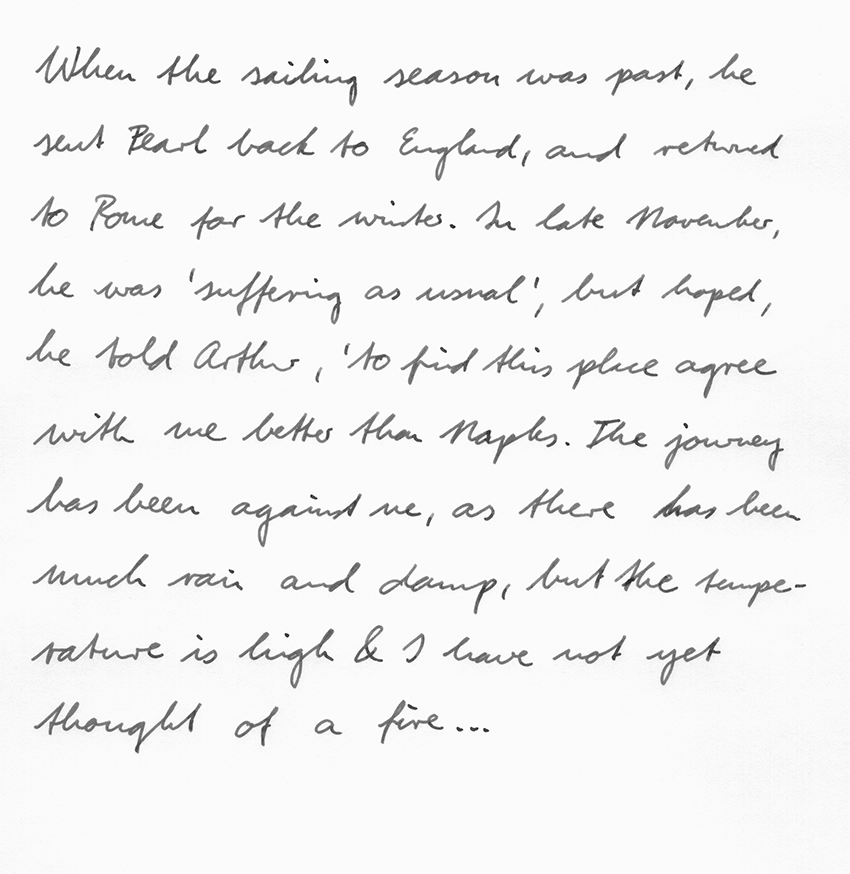 When the sailing season was past, he
sent Pearl back to England, and returned
to Rome for the winter. In late November,
he was 'suffering as usual', but hoped,
he told Arthur, 'to find this place agree
with me better than Naples. The journey
has been against me, as there has been
much rain and damp, but the tempe-
rature is high & I have not yet
thought of a fire...